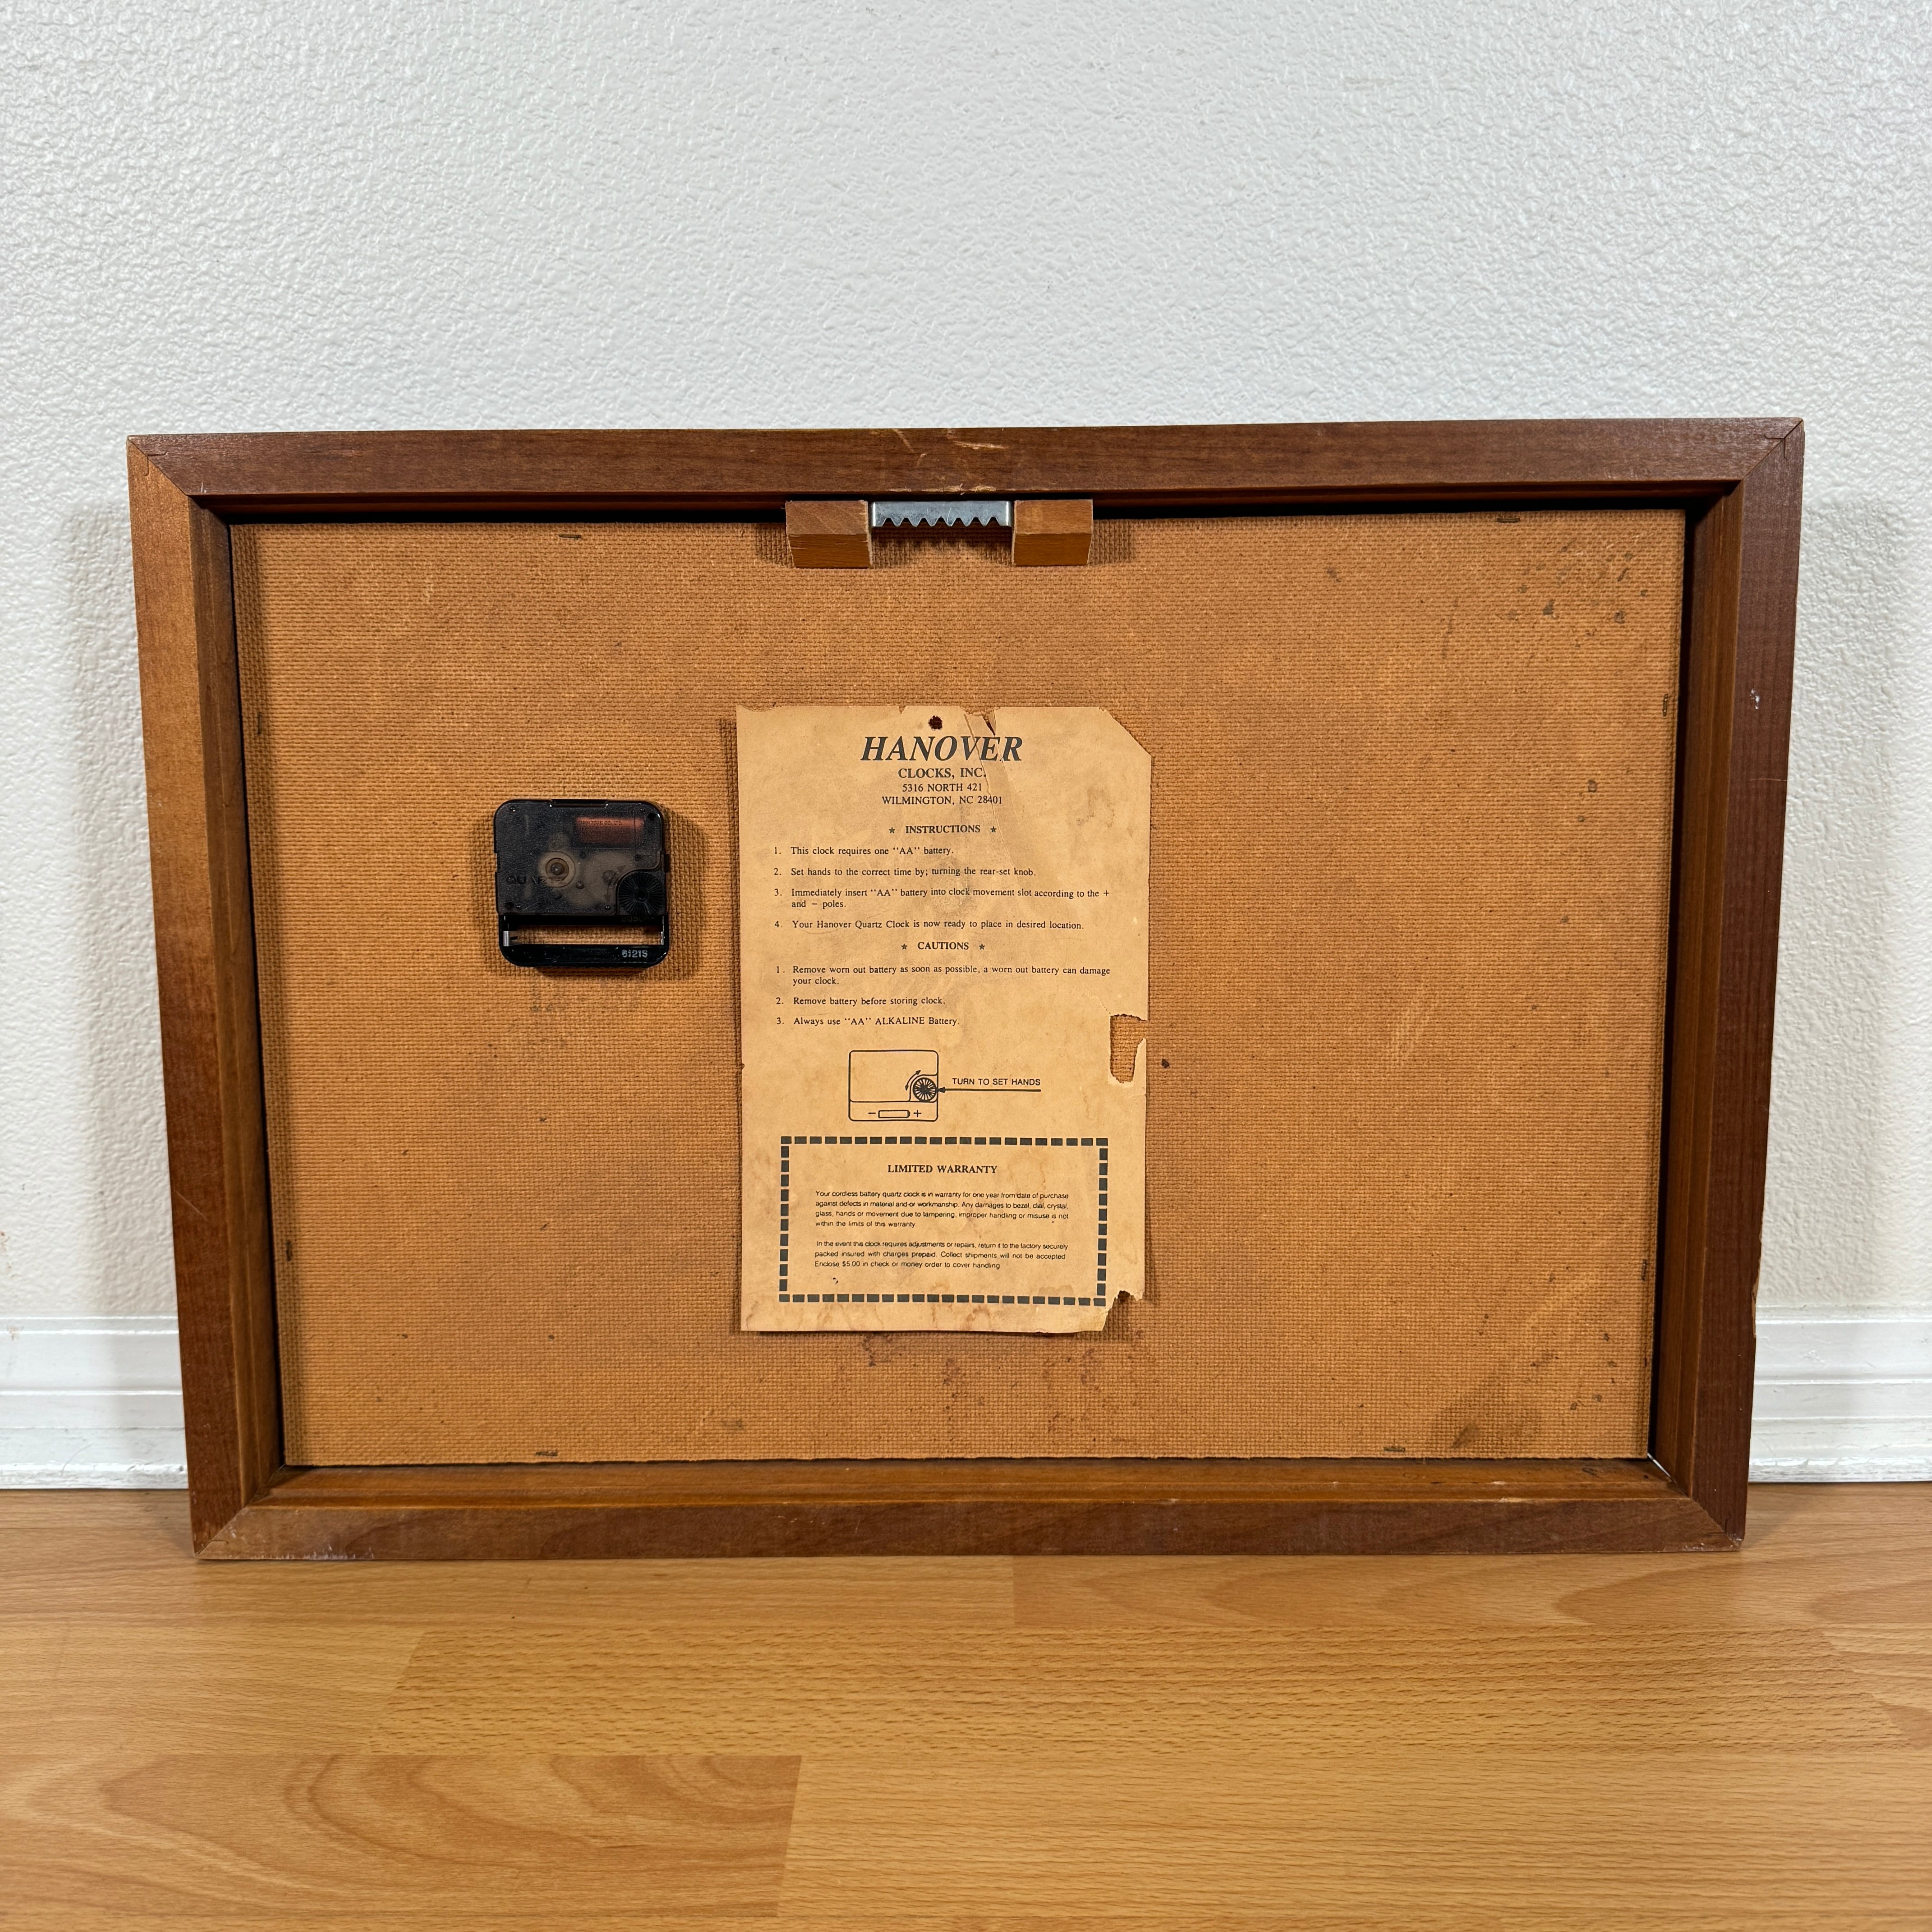 HANOVER
CLOCKS, INC.
5316 NORTH 421
WILMINGTON, NC 28401
★ INSTRUCTIONS ★
1. This clock requires one "AA" battery.
2. Set hands to the correct time by; turning the rear-set knob.
3. Immediately insert "AA" battery into clock movement slot according to the +
and − poles.
4. Your Hanover Quartz Clock is now ready to place in desired location.
★ CAUTIONS ★
1. Remove worn out battery as soon as possible, a worn out battery can damage
your clock.
2. Remove battery before storing clock.
3. Always use "AA" ALKALINE Battery.
TURN TO SET HANDS
− +
LIMITED WARRANTY
Your cordless battery quartz clock is in warranty for one year from date of purchase
against defects in material and/or workmanship. Any damages to bezel, dial, crystal,
glass, hands or movement due to tampering, improper handling or misuse is not
within the limits of this warranty.
In the event this clock requires adjustments or repairs, return it to the factory securely
packed insured with charges prepaid. Collect shipments will not be accepted.
Enclose $5.00 in check or money order to cover handling.
6121S